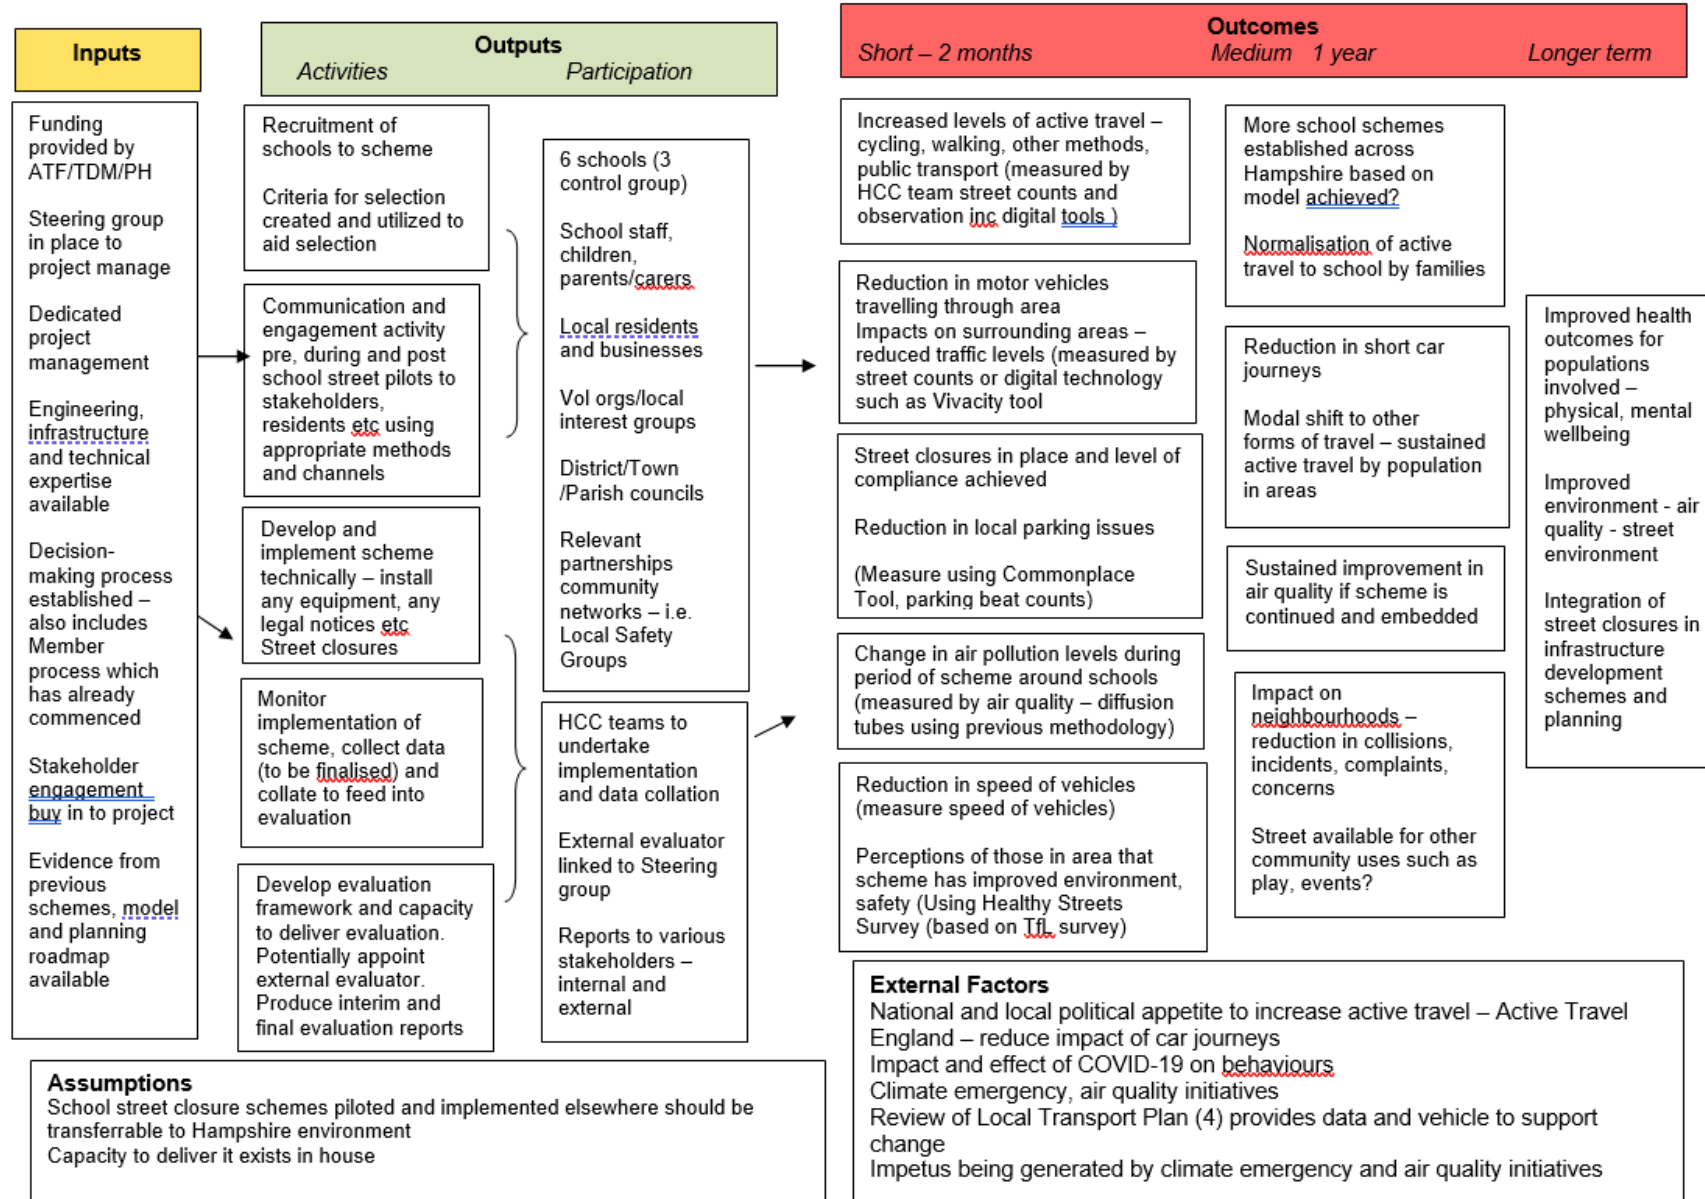 Inputs
Funding
provided by
ATF/TDM/PH
Steering group
in place to
project manage
Dedicated
project
management
Engineering,
infrastructure
and technical
expertise
available
Decision-
making process
established –
also includes
Member
process which
has already
commenced
Stakeholder
engagement
buy in to project
Evidence from
previous
schemes, model
and planning
roadmap
available
Outputs
Activities Participation
Recruitment of
schools to scheme
Criteria for selection
created and utilized to
aid selection
Communication and
engagement activity
pre, during and post
school street pilots to
stakeholders,
residents etc using
appropriate methods
and channels
Develop and
implement scheme
technically – install
any equipment, any
legal notices etc
Street closures
Monitor
implementation of
scheme, collect data
(to be finalised) and
collate to feed into
evaluation
Develop evaluation
framework and capacity
to deliver evaluation.
Potentially appoint
external evaluator.
Produce interim and
final evaluation reports
6 schools (3
control group)
School staff,
children,
parents/carers
Local residents
and businesses
Vol orgs/local
interest groups
District/Town
/Parish councils
Relevant
partnerships
community
networks – i.e.
Local Safety
Groups
HCC teams to
undertake
implementation
and data collation
External evaluator
linked to Steering
group
Reports to various
stakeholders –
internal and
external
Outcomes
Short – 2 months Medium 1 year Longer term
Increased levels of active travel –
cycling, walking, other methods,
public transport (measured by
HCC team street counts and
observation inc digital tools )
Reduction in motor vehicles
travelling through area
Impacts on surrounding areas –
reduced traffic levels (measured by
street counts or digital technology
such as Vivacity tool
Street closures in place and level of
compliance achieved
Reduction in local parking issues
(Measure using Commonplace
Tool, parking beat counts)
Change in air pollution levels during
period of scheme around schools
(measured by air quality – diffusion
tubes using previous methodology)
Reduction in speed of vehicles
(measure speed of vehicles)
Perceptions of those in area that
scheme has improved environment,
safety (Using Healthy Streets
Survey (based on TfL survey)
More school schemes
established across
Hampshire based on
model achieved?
Normalisation of active
travel to school by families
Reduction in short car
journeys
Modal shift to other
forms of travel – sustained
active travel by population
in areas
Sustained improvement in
air quality if scheme is
continued and embedded
Impact on
neighbourhoods –
reduction in collisions,
incidents, complaints,
concerns
Street available for other
community uses such as
play, events?
Improved health
outcomes for
populations
involved –
physical, mental
wellbeing
Improved
environment - air
quality - street
environment
Integration of
street closures in
infrastructure
development
schemes and
planning
Assumptions
School street closure schemes piloted and implemented elsewhere should be
transferrable to Hampshire environment
Capacity to deliver it exists in house
External Factors
National and local political appetite to increase active travel – Active Travel
England – reduce impact of car journeys
Impact and effect of COVID-19 on behaviours
Climate emergency, air quality initiatives
Review of Local Transport Plan (4) provides data and vehicle to support
change
Impetus being generated by climate emergency and air quality initiatives